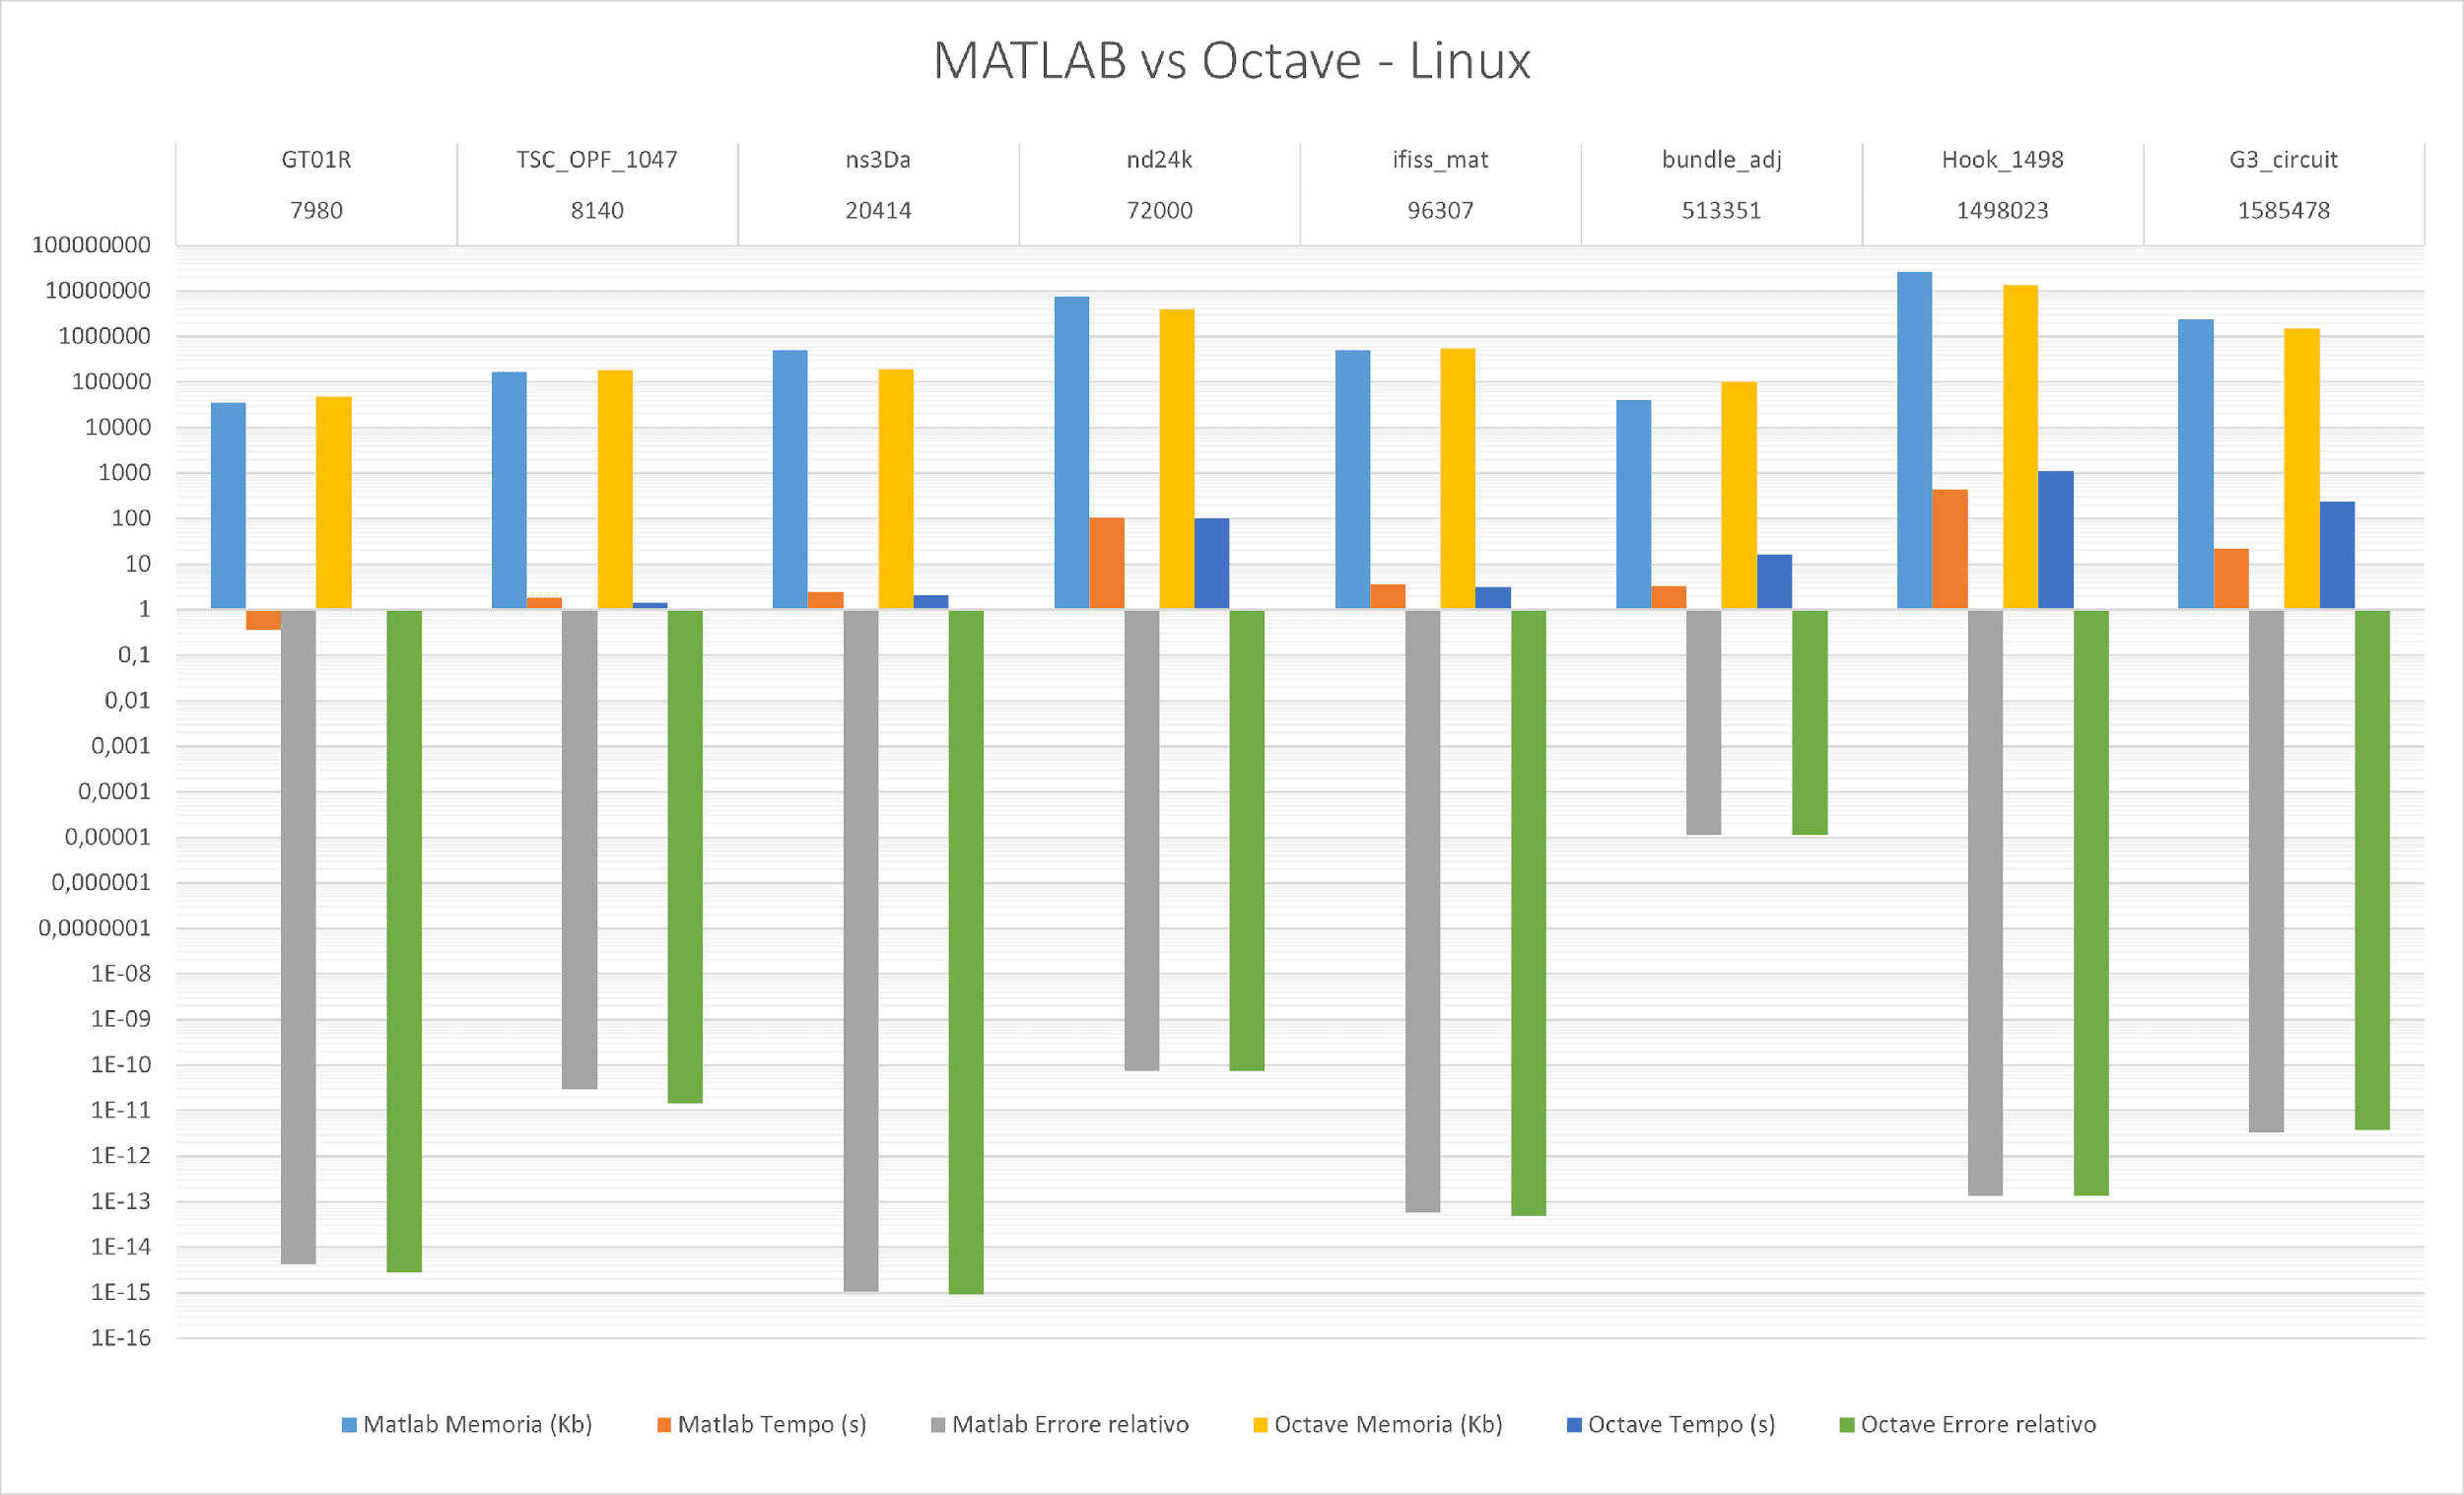 MATLAB vs Octave - Linux
GT01R TSC_OPF_1047 ns3Da nd24k ifiss_mat bundle_adj Hook_1498 G3_circuit
7980 8140 20414 72000 96307 513351 1498023 1585478
100000000
10000000
1000000
100000
10000
1000
100
10
1
0,1
0,01
0,001
0,0001
0,00001
0,000001
0,0000001
1E-08
1E-09
1E-10
1E-11
1E-12
1E-13
1E-14
1E-15
1E-16
Matlab Memoria (Kb) Matlab Tempo (s) Matlab Errore relativo Octave Memoria (Kb) Octave Tempo (s) Octave Errore relativo